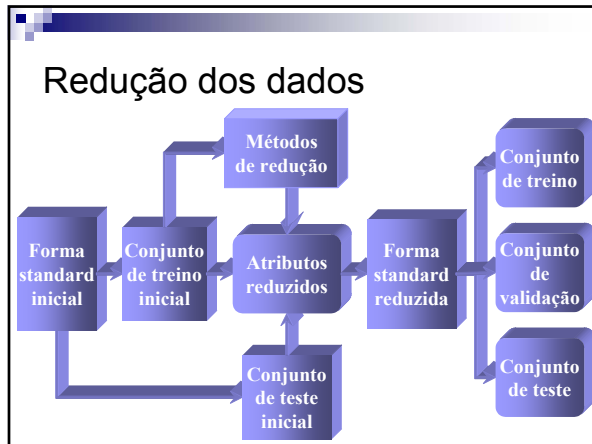 Redução dos dados
Métodos
de redução
Conjunto
de treino
Forma
standard
inicial
Conjunto
de treino
inicial
Atributos
reduzidos
Forma
standard
reduzida
Conjunto
de
validação
Conjunto
de teste
inicial
Conjunto
de teste